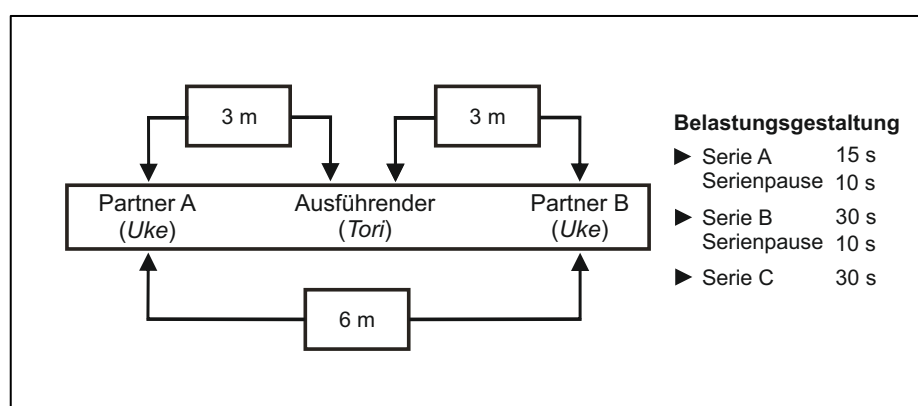 3 m
3 m
Partner A
(Uke)
Ausführender
(Tori)
Partner B
(Uke)
6 m
Belastungsgestaltung
► Serie A 15 s
Serienpause 10 s
► Serie B 30 s
Serienpause 10 s
► Serie C 30 s